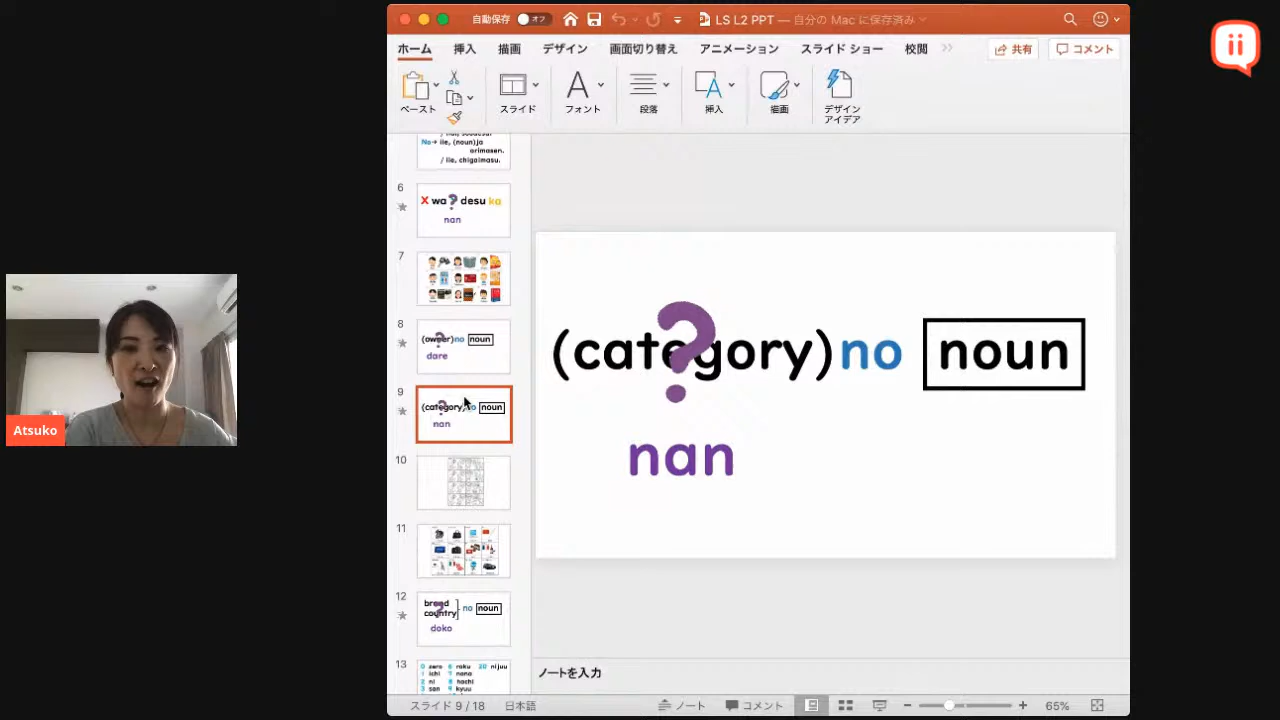 自動保存 オフ LS L2 PPT — 自分の Mac に保存済み
ホーム 挿入 描画 デザイン 画面切り替え アニメーション スライド ショー 校閲 共有 コメント
ペースト スライド フォント 段落 挿入 描画 デザイン アイデア
No→ iie, (noun)ja
arimasen.
/ iie, chigaimasu.
6
X wa ? desu ka
nan
7
8
(owner)no noun
dare
9
(category)no noun
nan
10
11
12
brand
country no noun
doko
13
0 zero 6 roku 20 nijuu
1 ichi 7 nana
2 ni 8 hachi
3 san 9 kyuu
(category)no noun
?
nan
Atsuko
ノートを入力
スライド 9 / 18 日本語 ノート コメント 65%